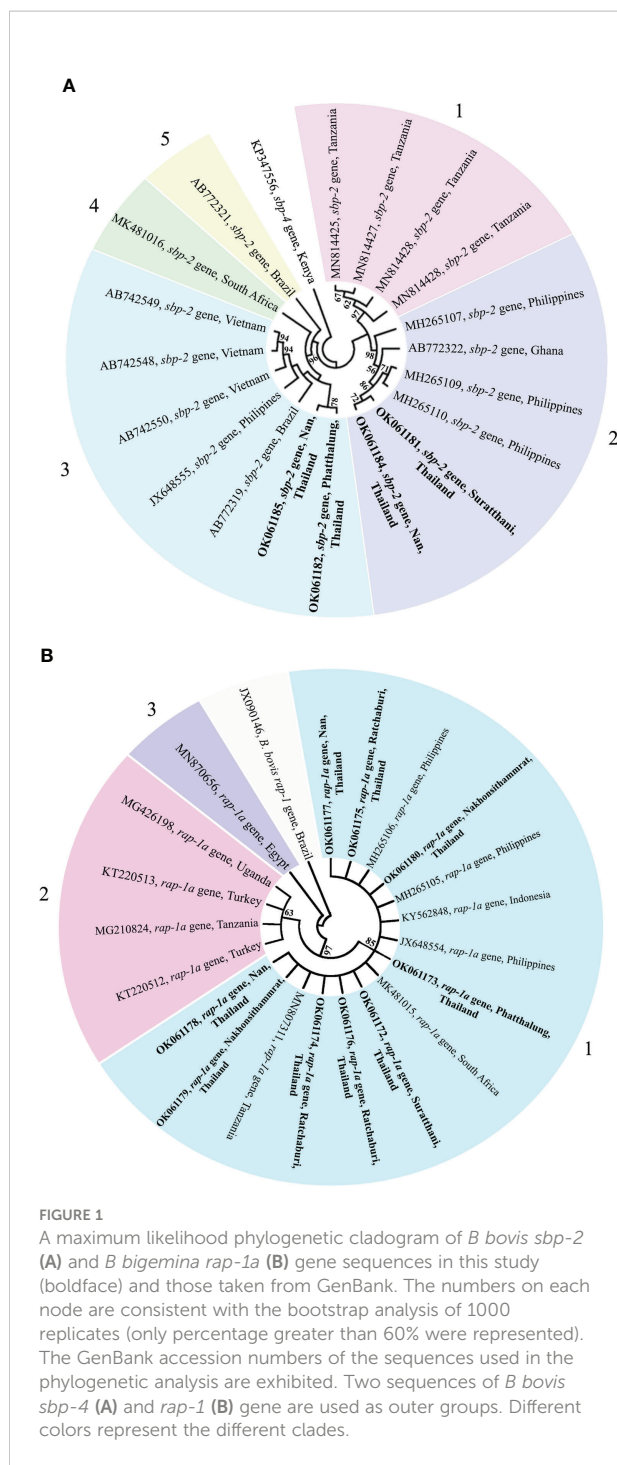 A
1
2
3
4
5
KP347556, sbp-4 gene, Kenya
MN814425, sbp-2 gene, Tanzania
MN814427, sbp-2 gene, Tanzania
MN814428, sbp-2 gene, Tanzania
MN814428, sbp-2 gene, Tanzania
MH265107, sbp-2 gene, Philippines
AB772322, sbp-2 gene, Ghana
MH265109, sbp-2 gene, Philippines
MH265110, sbp-2 gene, Philippines
OK061181, sbp-2 gene, Suratthani,
Thailand
OK061184, sbp-2 gene, Nan,
Thailand
OK061182, sbp-2 gene, Phatthalung,
Thailand
OK061185, sbp-2 gene, Nan,
Thailand
AB772319, sbp-2 gene, Brazil
JX648555, sbp-2 gene, Philipines
AB742550, sbp-2 gene, Vietnam
AB742548, sbp-2 gene, Vietnam
AB742549, sbp-2 gene, Vietnam
MK481016, sbp-2 gene, South Africa
AB772321, sbp-2 gene, Brazil
67
62
97
98
56
71
86
72
78
96
94
94
B
1
2
3
JX090146, B. bovis rap-1 gene, Brazil
OK061177, rap-1a gene, Nan,
Thailand
OK061175, rap-1a gene, Ratchaburi,
Thailand
MH265106, rap-1a gene, Philippines
OK061180, rap-1a gene, Nakhonsithammrat,
Thailand
MH265105, rap-1a gene, Philippines
KY562848, rap-1a gene, Indonesia
JX648554, rap-1a gene, Philippines
OK061173, rap-1a gene, Phatthalung,
Thailand
MK481015, rap-1a gene, South Africa
OK061172, rap-1a gene, Suratthani,
Thailand
OK061176, rap-1a gene, Ratchaburi,
Thailand
OK061174, rap-1a gene, Ratchaburi,
Thailand
MN807311, rap-1a gene, Tanzania
OK061179, rap-1a gene, Nakhonsithammrat,
Thailand
OK061178, rap-1a gene, Nan,
Thailand
KT220512, rap-1a gene, Turkey
MG210824, rap-1a gene, Tanzania
KT220513, rap-1a gene, Turkey
MG426198, rap-1a gene, Uganda
MN870656, rap-1a gene, Egypt
63
97
85
FIGURE 1
A maximum likelihood phylogenetic cladogram of B bovis sbp-2
(A) and B bigemina rap-1a (B) gene sequences in this study
(boldface) and those taken from GenBank. The numbers on each
node are consistent with the bootstrap analysis of 1000
replicates (only percentage greater than 60% were represented).
The GenBank accession numbers of the sequences used in the
phylogenetic analysis are exhibited. Two sequences of B bovis
sbp-4 (A) and rap-1 (B) gene are used as outer groups. Different
colors represent the different clades.